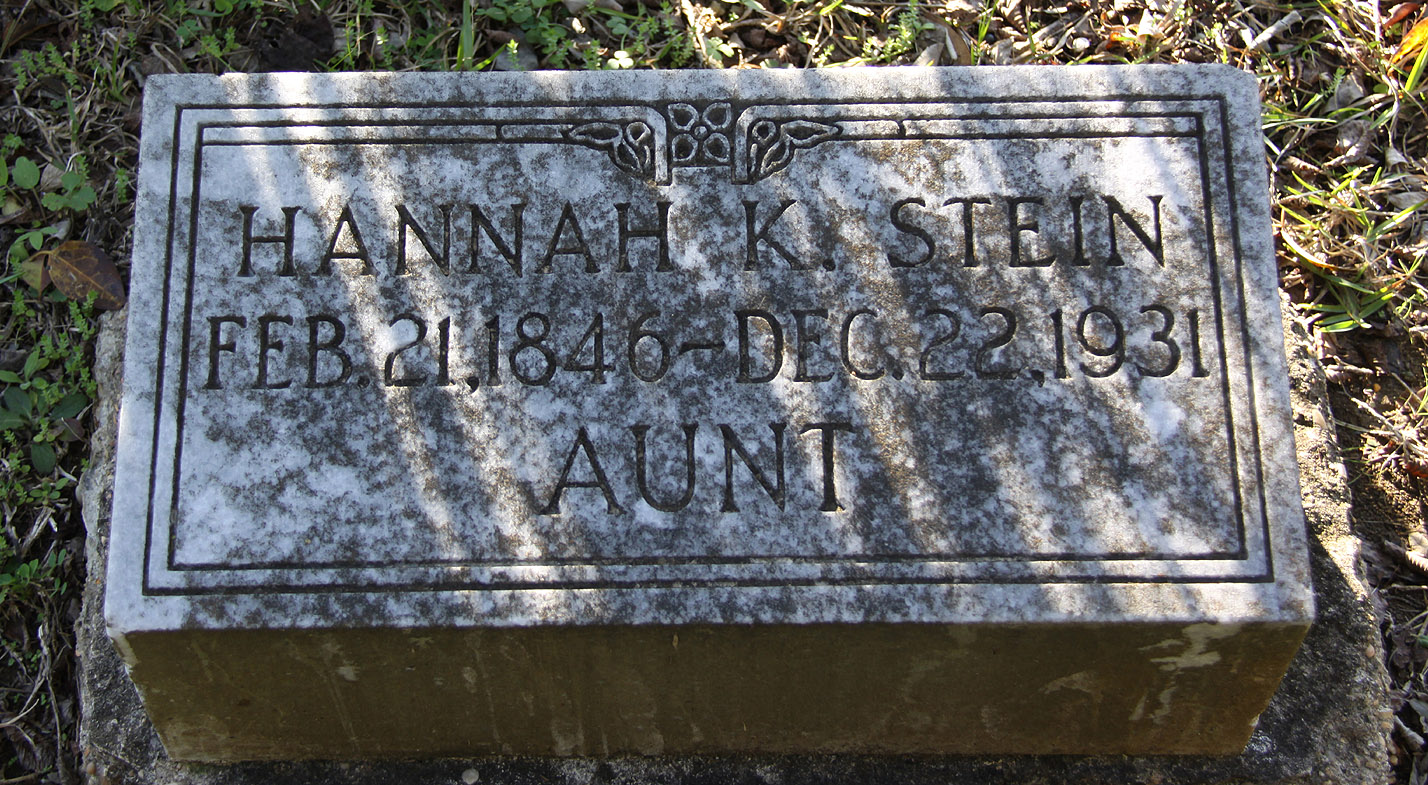 HANNAH K. STEIN
FEB. 21, 1846 ~ DEC. 22, 1931
AUNT